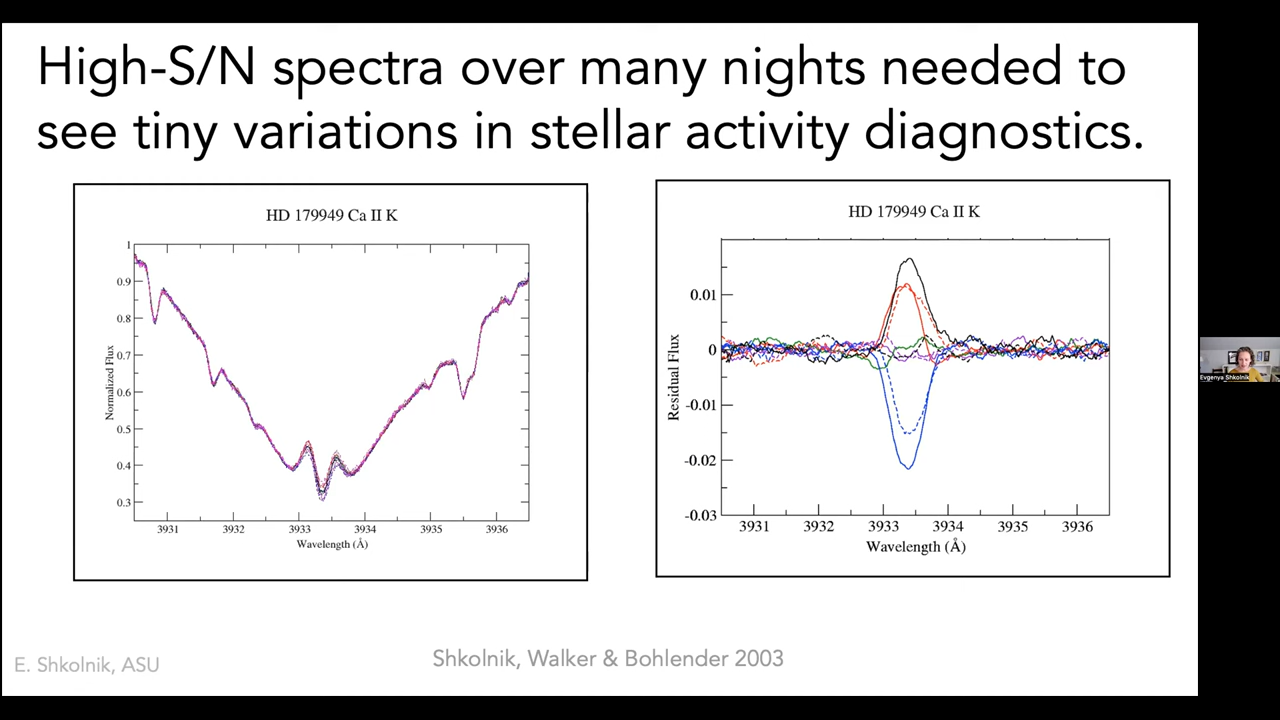 High-S/N spectra over many nights needed to
see tiny variations in stellar activity diagnostics.
HD 179949 Ca II K
1
0.9
0.8
0.7
0.6
0.5
0.4
0.3
Normalized Flux
3931 3932 3933 3934 3935 3936
Wavelength (Å)
HD 179949 Ca II K
0.01
0
-0.01
-0.02
-0.03
Residual Flux
3931 3932 3933 3934 3935 3936
Wavelength (Å)
Evgenya Shkolnik
E. Shkolnik, ASU
Shkolnik, Walker & Bohlender 2003